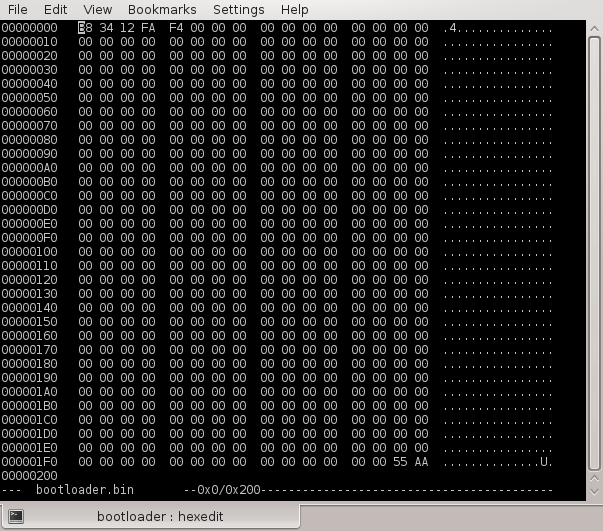 File Edit View Bookmarks Settings Help
00000000 B8 34 12 FA F4 00 00 00 00 00 00 00 00 00 00 00 .4..............
00000010 00 00 00 00 00 00 00 00 00 00 00 00 00 00 00 00 ................
00000020 00 00 00 00 00 00 00 00 00 00 00 00 00 00 00 00 ................
00000030 00 00 00 00 00 00 00 00 00 00 00 00 00 00 00 00 ................
00000040 00 00 00 00 00 00 00 00 00 00 00 00 00 00 00 00 ................
00000050 00 00 00 00 00 00 00 00 00 00 00 00 00 00 00 00 ................
00000060 00 00 00 00 00 00 00 00 00 00 00 00 00 00 00 00 ................
00000070 00 00 00 00 00 00 00 00 00 00 00 00 00 00 00 00 ................
00000080 00 00 00 00 00 00 00 00 00 00 00 00 00 00 00 00 ................
00000090 00 00 00 00 00 00 00 00 00 00 00 00 00 00 00 00 ................
000000A0 00 00 00 00 00 00 00 00 00 00 00 00 00 00 00 00 ................
000000B0 00 00 00 00 00 00 00 00 00 00 00 00 00 00 00 00 ................
000000C0 00 00 00 00 00 00 00 00 00 00 00 00 00 00 00 00 ................
000000D0 00 00 00 00 00 00 00 00 00 00 00 00 00 00 00 00 ................
000000E0 00 00 00 00 00 00 00 00 00 00 00 00 00 00 00 00 ................
000000F0 00 00 00 00 00 00 00 00 00 00 00 00 00 00 00 00 ................
00000100 00 00 00 00 00 00 00 00 00 00 00 00 00 00 00 00 ................
00000110 00 00 00 00 00 00 00 00 00 00 00 00 00 00 00 00 ................
00000120 00 00 00 00 00 00 00 00 00 00 00 00 00 00 00 00 ................
00000130 00 00 00 00 00 00 00 00 00 00 00 00 00 00 00 00 ................
00000140 00 00 00 00 00 00 00 00 00 00 00 00 00 00 00 00 ................
00000150 00 00 00 00 00 00 00 00 00 00 00 00 00 00 00 00 ................
00000160 00 00 00 00 00 00 00 00 00 00 00 00 00 00 00 00 ................
00000170 00 00 00 00 00 00 00 00 00 00 00 00 00 00 00 00 ................
00000180 00 00 00 00 00 00 00 00 00 00 00 00 00 00 00 00 ................
00000190 00 00 00 00 00 00 00 00 00 00 00 00 00 00 00 00 ................
000001A0 00 00 00 00 00 00 00 00 00 00 00 00 00 00 00 00 ................
000001B0 00 00 00 00 00 00 00 00 00 00 00 00 00 00 00 00 ................
000001C0 00 00 00 00 00 00 00 00 00 00 00 00 00 00 00 00 ................
000001D0 00 00 00 00 00 00 00 00 00 00 00 00 00 00 00 00 ................
000001E0 00 00 00 00 00 00 00 00 00 00 00 00 00 00 00 00 ................
000001F0 00 00 00 00 00 00 00 00 00 00 00 00 00 00 55 AA ..............U.
00000200
--- bootloader.bin --0x0/0x200------------------------------------------
bootloader : hexedit